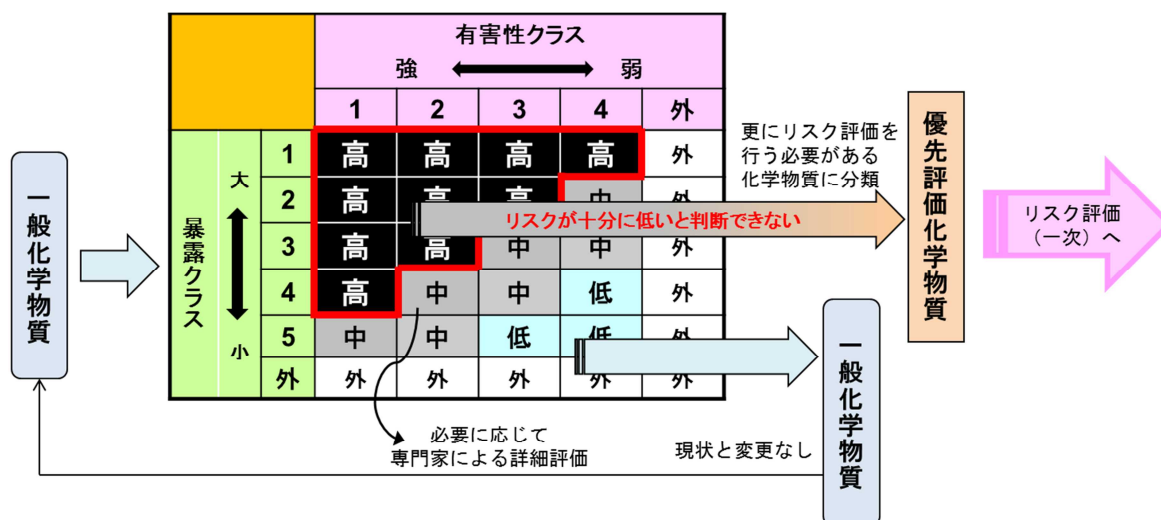 有害性クラス
強 弱
1 2 3 4 外
暴露クラス
大
小
1 高 高 高 高 外
2 高 高 高 中 外
3 高 高 中 中 外
4 高 中 中 低 外
5 中 中 低 低 外
外 外 外 外 外 外
一般化学物質
リスクが十分に低いと判断できない
更にリスク評価を
行う必要がある
化学物質に分類
優先評価化学物質
リスク評価
（一次）へ
一般化学物質
必要に応じて
専門家による詳細評価
現状と変更なし